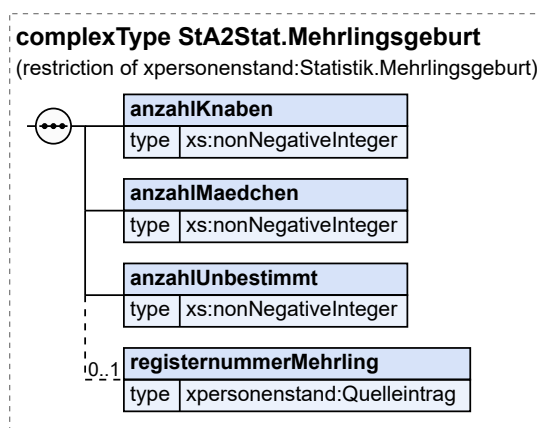 complexType StA2Stat.Mehrlingsgeburt
(restriction of xpersonenstand:Statistik.Mehrlingsgeburt)
anzahlKnaben
type xs:nonNegativeInteger
anzahlMaedchen
type xs:nonNegativeInteger
anzahlUnbestimmt
type xs:nonNegativeInteger
0..1 registernummerMehrling
type xpersonenstand:Quelleintrag